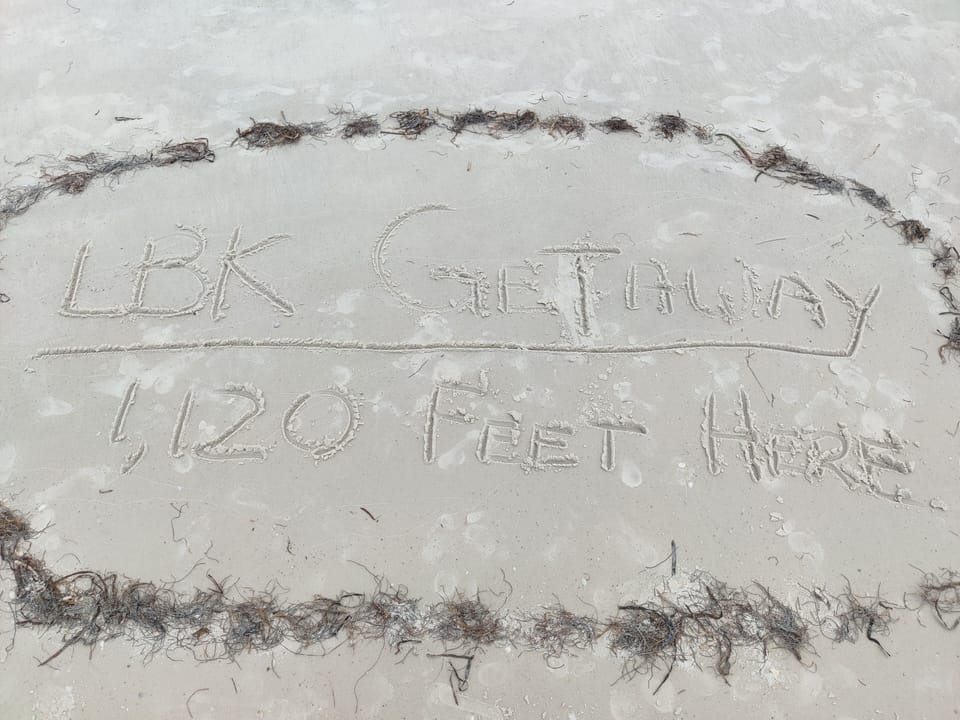 LBK GETAWAY
1,120 FEET HERE